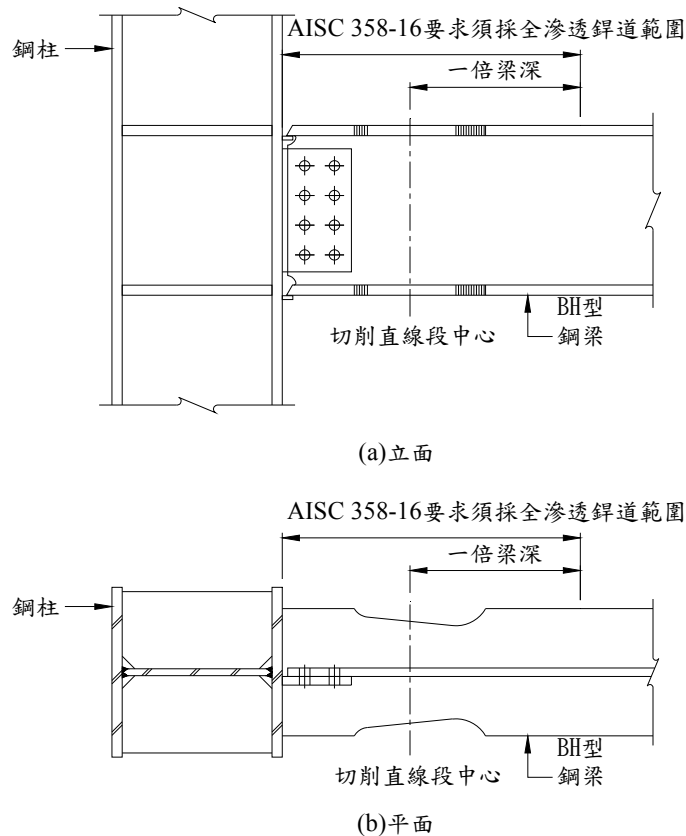 AISC 358-16要求須採全滲透銲道範圍
鋼柱
一倍梁深
BH型
鋼梁
切削直線段中心
(a)立面
AISC 358-16要求須採全滲透銲道範圍
一倍梁深
鋼柱
BH型
鋼梁
切削直線段中心
(b)平面